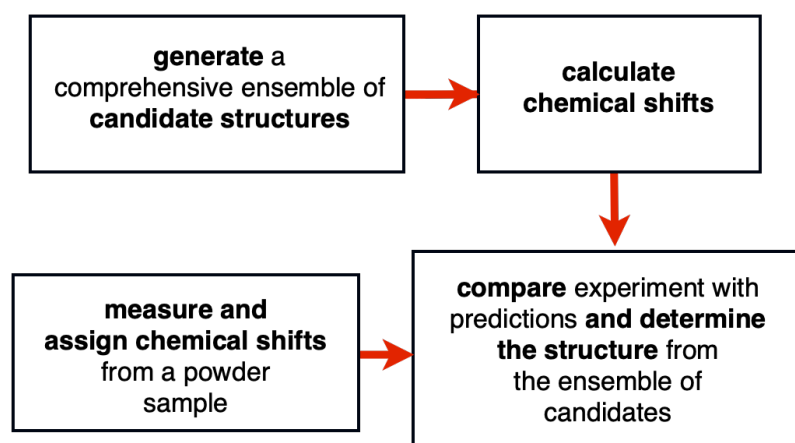 generate a
comprehensive ensemble of
candidate structures
calculate
chemical shifts
measure and
assign chemical shifts
from a powder
sample
compare experiment with
predictions and determine
the structure from
the ensemble of
candidates